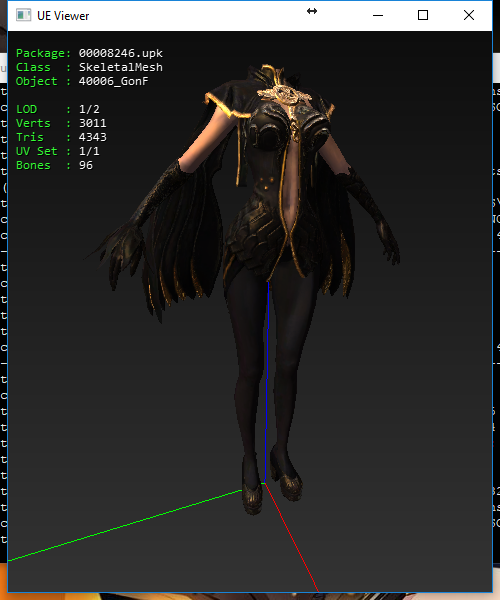 UE Viewer
Package: 00008246.upk
Class : SkeletalMesh
Object : 40006_GonF
LOD : 1/2
Verts : 3011
Tris : 4343
UV Set : 1/1
Bones : 96